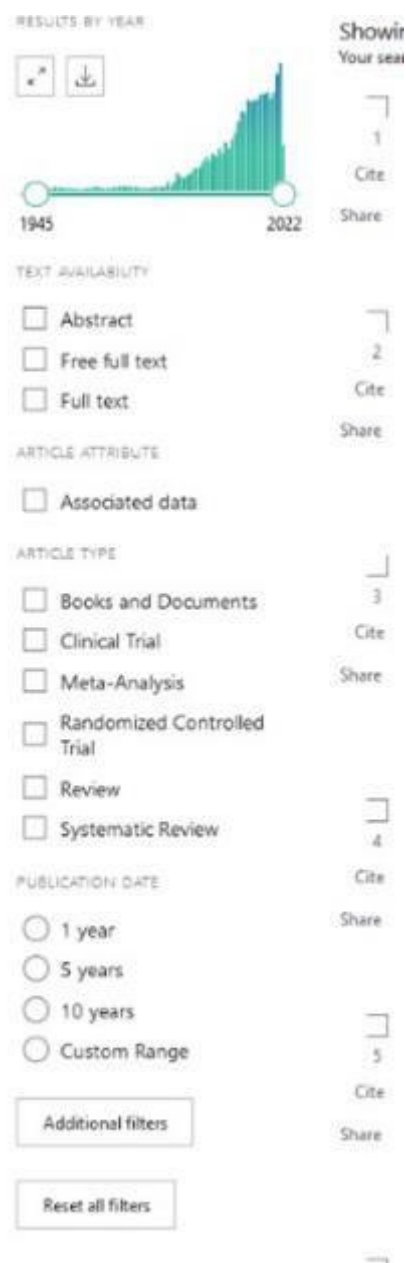 RESULTS BY YEAR
1945 2022
TEXT AVAILABILITY
Abstract
Free full text
Full text
ARTICLE ATTRIBUTE
Associated data
ARTICLE TYPE
Books and Documents
Clinical Trial
Meta-Analysis
Randomized Controlled
Trial
Review
Systematic Review
PUBLICATION DATE
1 year
5 years
10 years
Custom Range
Additional filters
Reset all filters
Showin
Your sear
1
Cite
Share
2
Cite
Share
3
Cite
Share
4
Cite
Share
5
Cite
Share